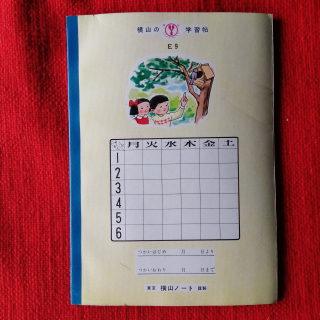 横山の 学習帖
E9
月 火 水 木 金 土
1
2
3
4
5
6
つかいはじめ 月 日より
つかいおわり 月 日まで
東京 横山ノート 謹製